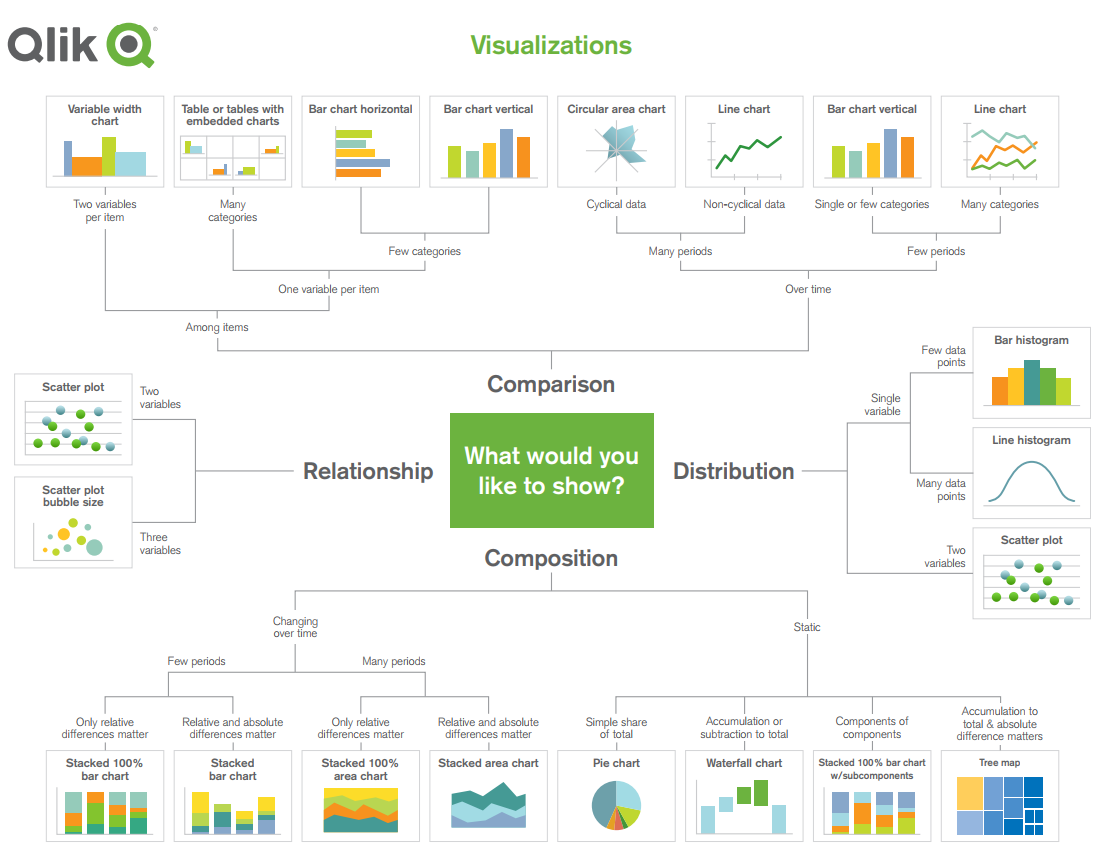 Qlik
Visualizations
Variable width
chart
Table or tables with
embedded charts
Bar chart horizontal
Bar chart vertical
Circular area chart
Line chart
Bar chart vertical
Line chart
Two variables
per item
Many
categories
Cyclical data
Non-cyclical data
Single or few categories
Many categories
Few categories
Many periods
Few periods
One variable per item
Over time
Among items
Comparison
What would you
like to show?
Relationship
Scatter plot
Two
variables
Scatter plot
bubble size
Three
variables
Distribution
Single
variable
Few data
points
Bar histogram
Many data
points
Line histogram
Two
variables
Scatter plot
Composition
Changing
over time
Static
Few periods
Many periods
Only relative
differences matter
Relative and absolute
differences matter
Only relative
differences matter
Relative and absolute
differences matter
Simple share
of total
Accumulation or
subtraction to total
Components of
components
Accumulation to
total & absolute
difference matters
Stacked 100%
bar chart
Stacked
bar chart
Stacked 100%
area chart
Stacked area chart
Pie chart
Waterfall chart
Stacked 100% bar chart
w/subcomponents
Tree map